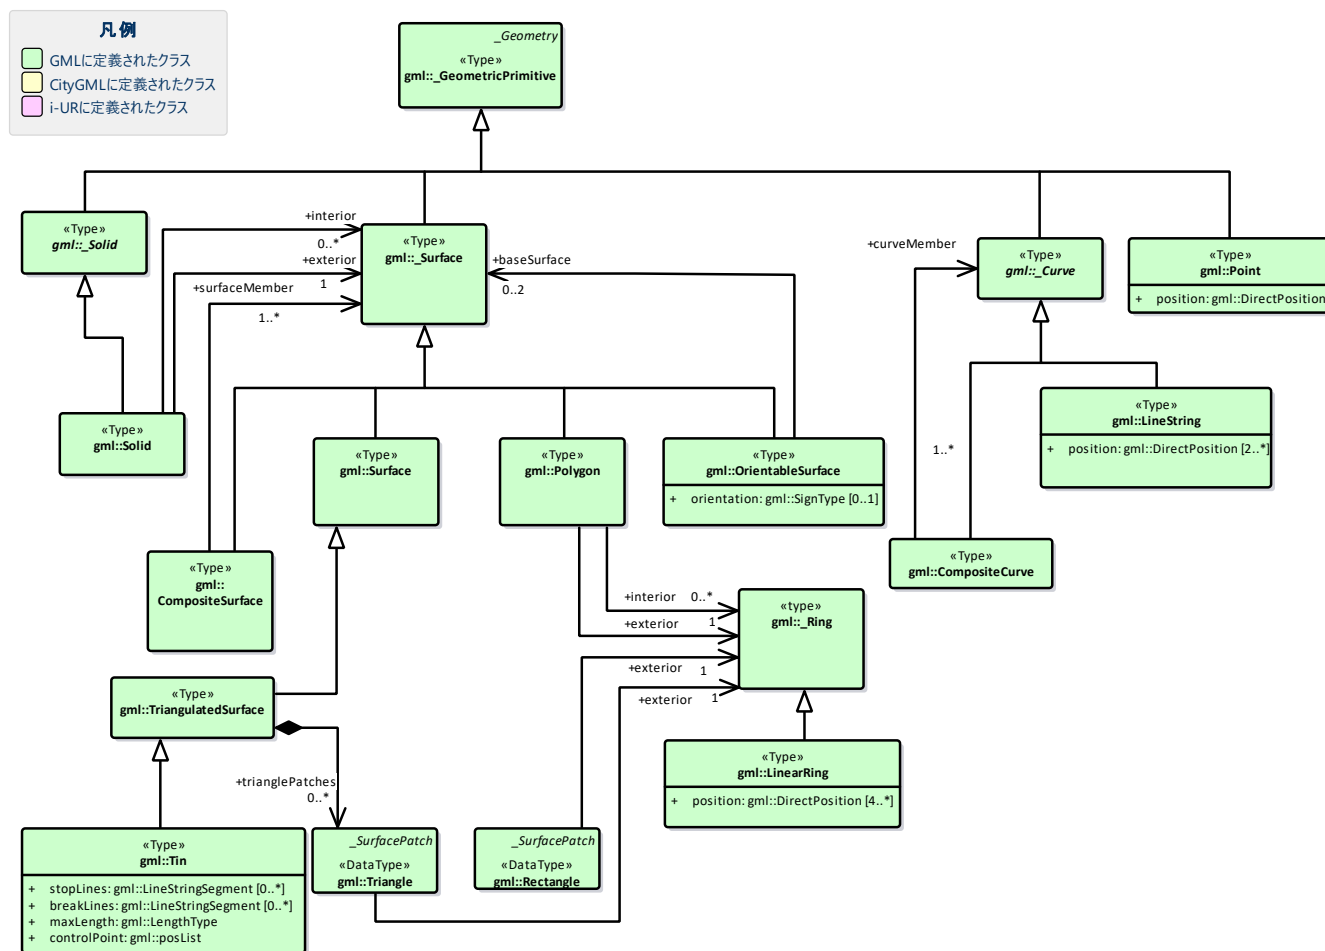 凡例
GMLに定義されたクラス
CityGMLに定義されたクラス
i-URに定義されたクラス
_Geometry
«Type»
gml::_GeometricPrimitive
«Type»
gml::_Solid
+interior
0..*
+exterior
1
+surfaceMember
1..*
«Type»
gml::_Surface
+baseSurface
0..2
+curveMember
1..*
«Type»
gml::_Curve
«Type»
gml::Point
+ position: gml::DirectPosition
«Type»
gml::Solid
«Type»
gml::Surface
«Type»
gml::Polygon
«Type»
gml::OrientableSurface
+ orientation: gml::SignType [0..1]
«Type»
gml::LineString
+ position: gml::DirectPosition [2..*]
«Type»
gml::CompositeCurve
«Type»
gml::
CompositeSurface
+interior 0..*
+exterior 1
+exterior 1
+exterior 1
«type»
gml::_Ring
«Type»
gml::TriangulatedSurface
+trianglePatches
0..*
«Type»
gml::LinearRing
+ position: gml::DirectPosition [4..*]
«Type»
gml::Tin
+ stopLines: gml::LineStringSegment [0..*]
+ breakLines: gml::LineStringSegment [0..*]
+ maxLength: gml::LengthType
+ controlPoint: gml::posList
_SurfacePatch
«DataType»
gml::Triangle
_SurfacePatch
«DataType»
gml::Rectangle